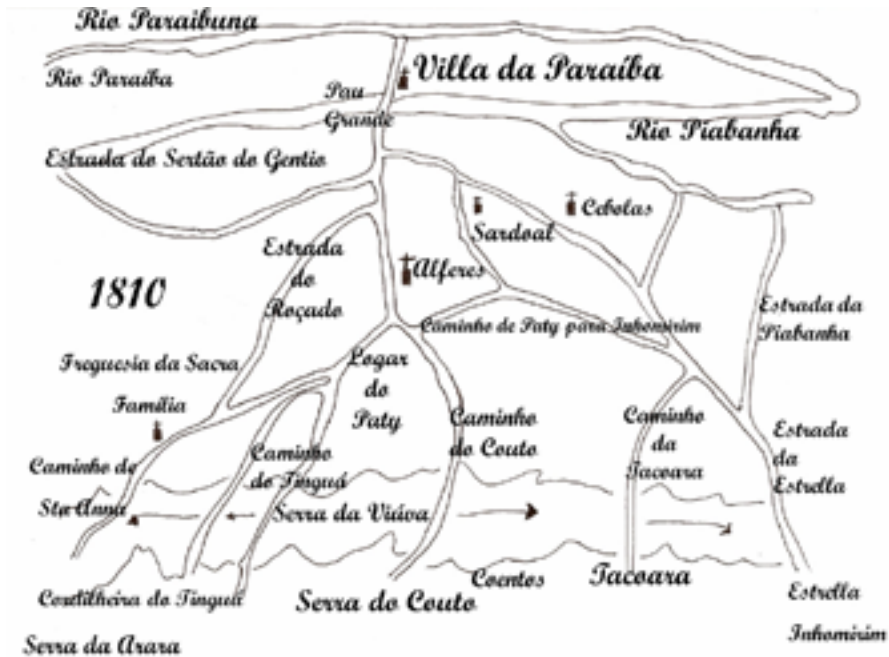 Rio Paraibuna
Rio Paraíba
Villa da Paraíba
Pau
Grande
Rio Piabanha
Estrada do Sertão do Gentio
Cebolas
Sardoal
Estrada
do
Roçado
Alferes
1810
Estrada da
Piabanha
Caminho de Paty para Inhomirim
Freguesia da Sacra
Família
Logar
do
Paty
Caminho
do Couto
Caminho
da
Tacoara
Estrada
da
Estrella
Caminho de
Sta Anna
Caminho
do Tinguá
Serra da Viúva
Cordilheira do Tinguá
Serra do Couto
Coentos
Tacoara
Estrella
Inhomirim
Serra da Arara